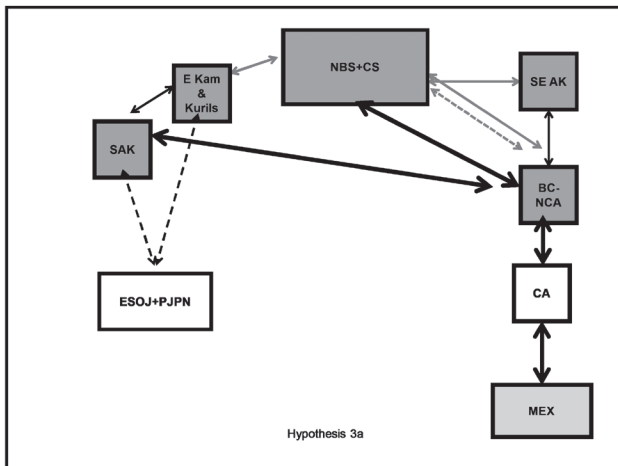 NBS+CS
E Kam
&
Kurils
SE AK
SAK
BC-
NCA
ESOJ+PJPN
CA
MEX
Hypothesis 3a